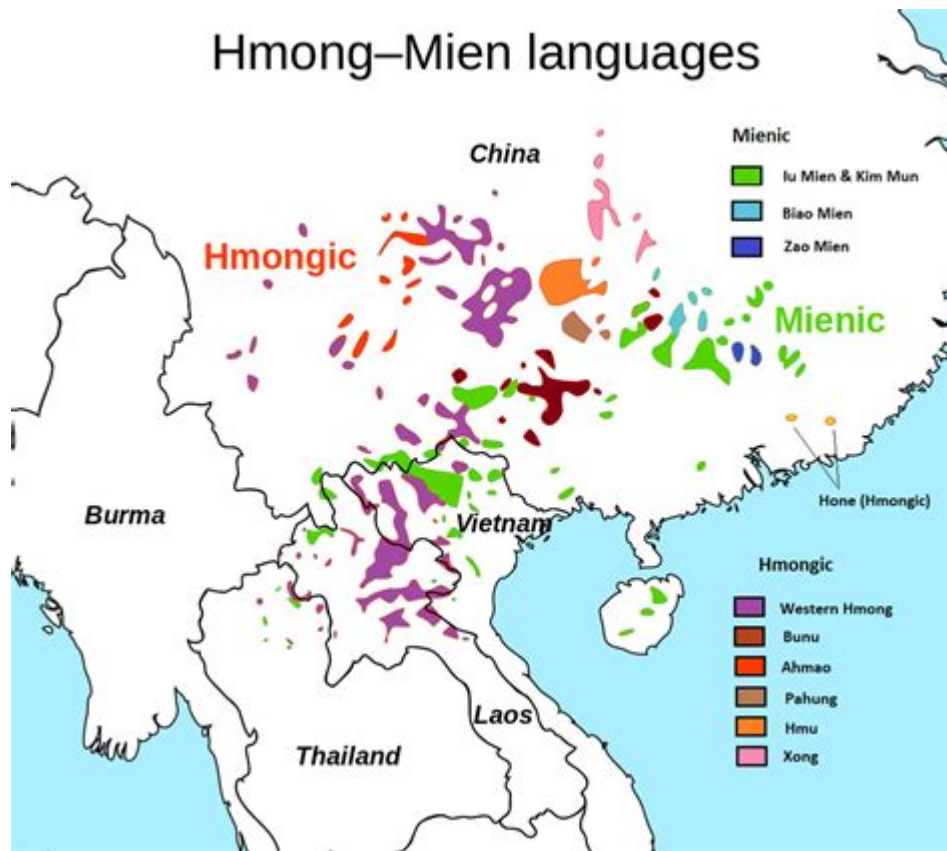 Hmong–Mien languages
China
Mienic
Iu Mien & Kim Mun
Biao Mien
Zao Mien
Hmongic
Mienic
Burma
Vietnam
Hone (Hmongic)
Hmongic
Western Hmong
Bunu
Ahmao
Pahung
Hmu
Xong
Laos
Thailand